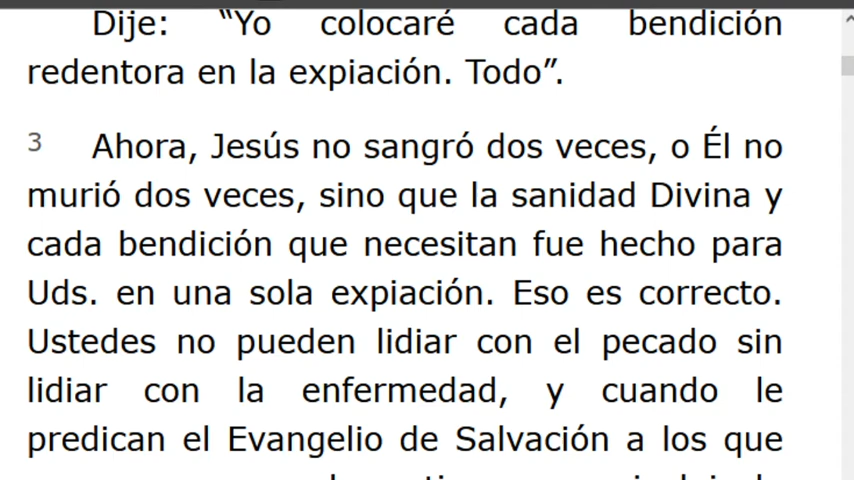 Dije: “Yo colocaré cada bendición
redentora en la expiación. Todo”.
3 Ahora, Jesús no sangró dos veces, o Él no
murió dos veces, sino que la sanidad Divina y
cada bendición que necesitan fue hecho para
Uds. en una sola expiación. Eso es correcto.
Ustedes no pueden lidiar con el pecado sin
lidiar con la enfermedad, y cuando le
predican el Evangelio de Salvación a los que